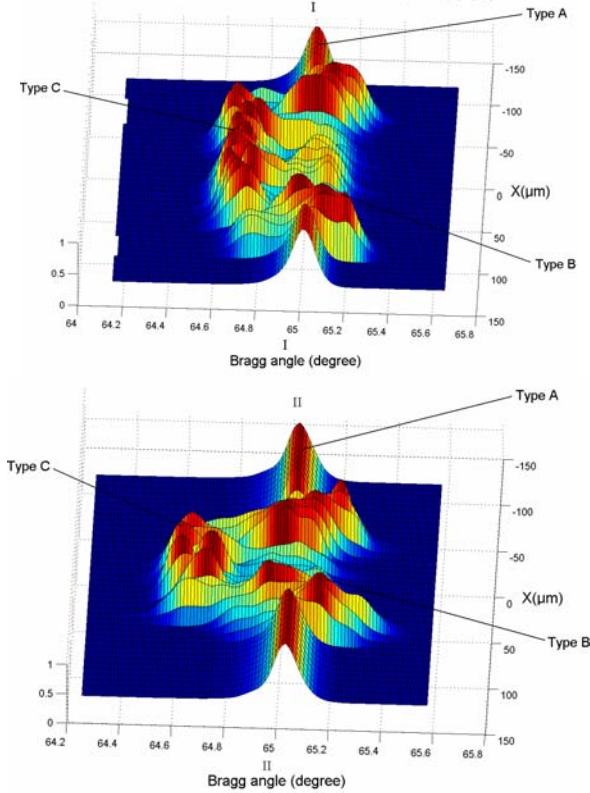 I
Type A
-150
Type C
-100
-50
0
X(µm)
50
Type B
1
0.5
0
100
150
64
64.2
64.4
64.6
64.8
65
65.2
65.4
65.6
65.8
I
Bragg angle (degree)
II
Type A
Type C
-150
-100
-50
0
X(µm)
50
Type B
1
0.5
0
100
150
64.2
64.4
64.6
64.8
65
65.2
65.4
65.6
65.8
II
Bragg angle (degree)